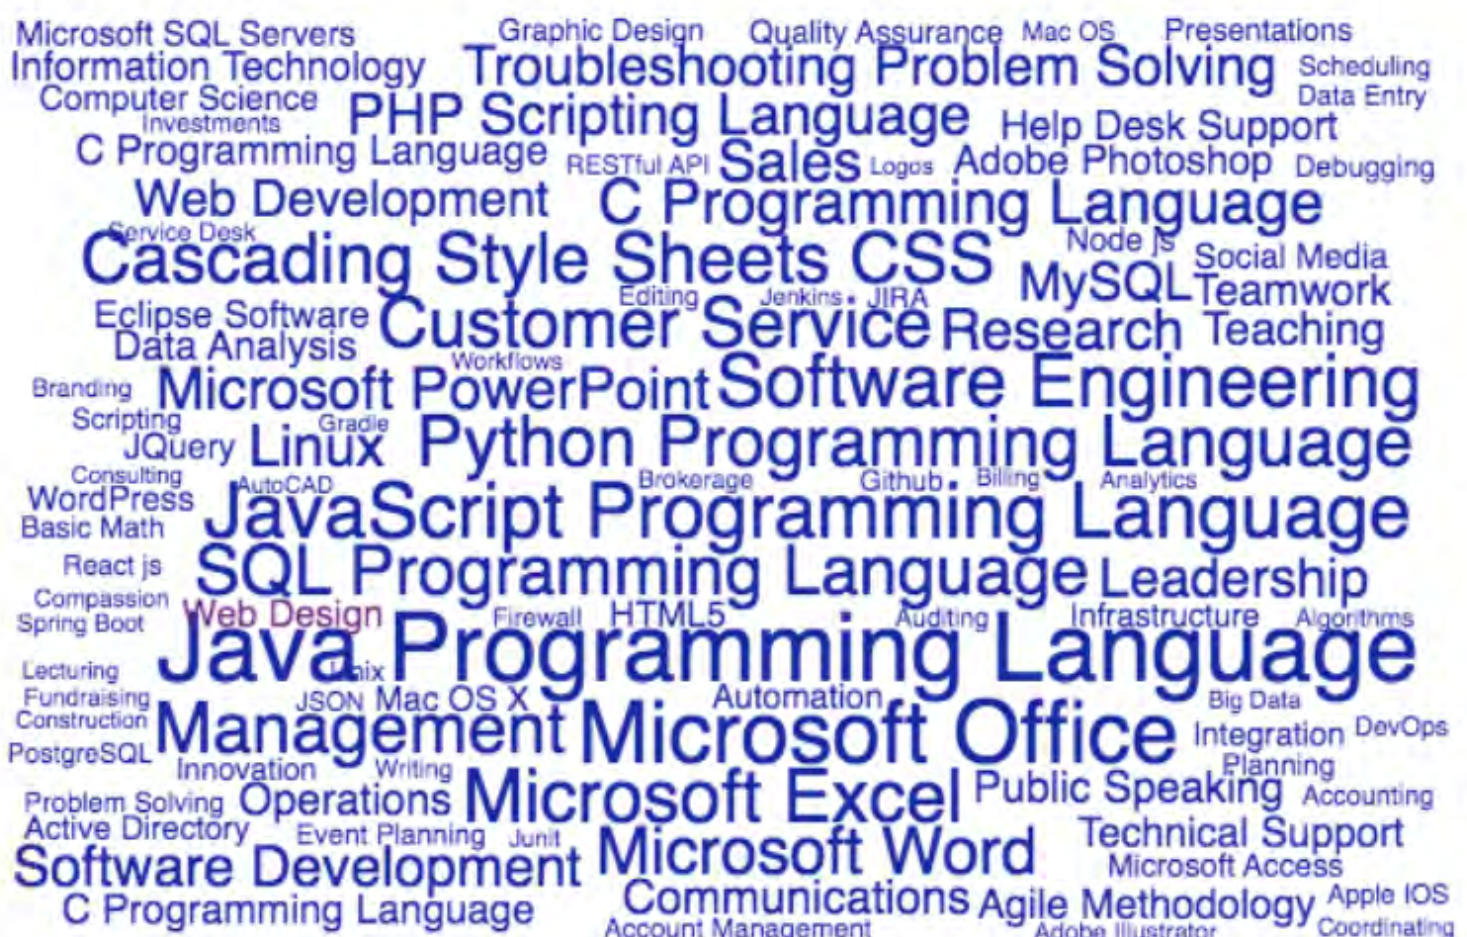 Microsoft SQL Servers Graphic Design Quality Assurance Mac OS Presentations
Information Technology Troubleshooting Problem Solving Scheduling
Computer Science PHP Scripting Language Help Desk Support Data Entry
Investments
C Programming Language RESTful API Sales Logos Adobe Photoshop Debugging
Web Development C Programming Language
Service Desk Node js
Cascading Style Sheets CSS MySQL Social Media
Teamwork
Editing Jenkins JIRA
Eclipse Software Customer Service Research Teaching
Data Analysis
Workflows
Branding Microsoft PowerPoint Software Engineering
Scripting Gradle
JQuery Linux Python Programming Language
Consulting AutoCAD Brokerage Github Billing Analytics
WordPress JavaScript Programming Language
Basic Math
React js SQL Programming Language Leadership
Compassion Web Design Firewall HTML5 Auditing Infrastructure Algorithms
Spring Boot
Java Programming Language
Lecturing Unix
Fundraising JSON Mac OS X Automation Big Data
Construction Management Microsoft Office Integration DevOps
PostgreSQL
Innovation Writing Planning
Problem Solving Operations Microsoft Excel Public Speaking Accounting
Active Directory Event Planning Junit Microsoft Word Technical Support
Software Development Microsoft Access
C Programming Language Communications Agile Methodology Apple IOS
Account Management Adobe Illustrator Coordinating